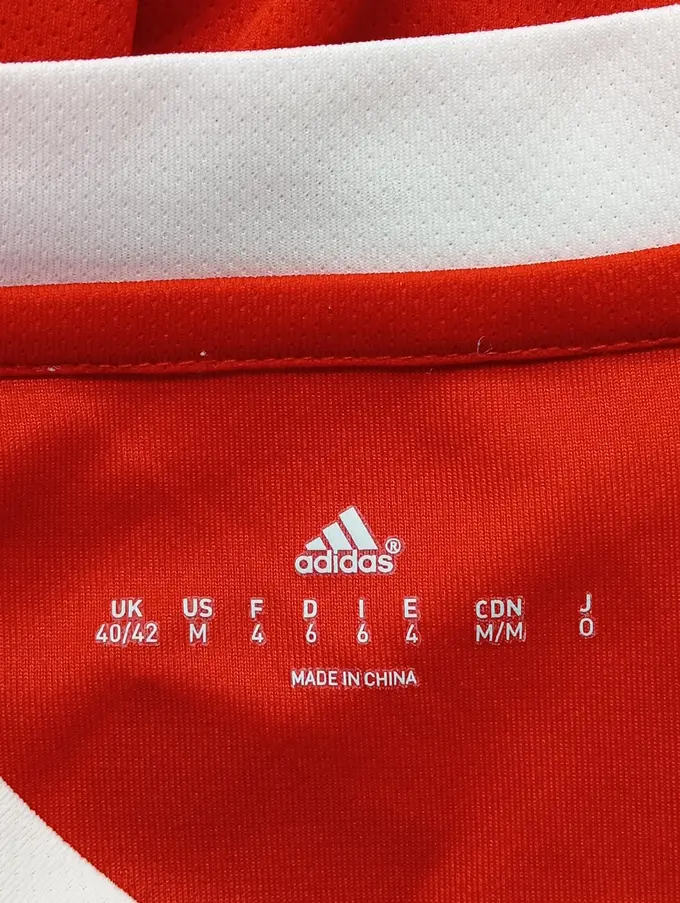 adidas®
UK US F D I E CDN J
40/42 M 4 6 6 4 M/M O
MADE IN CHINA